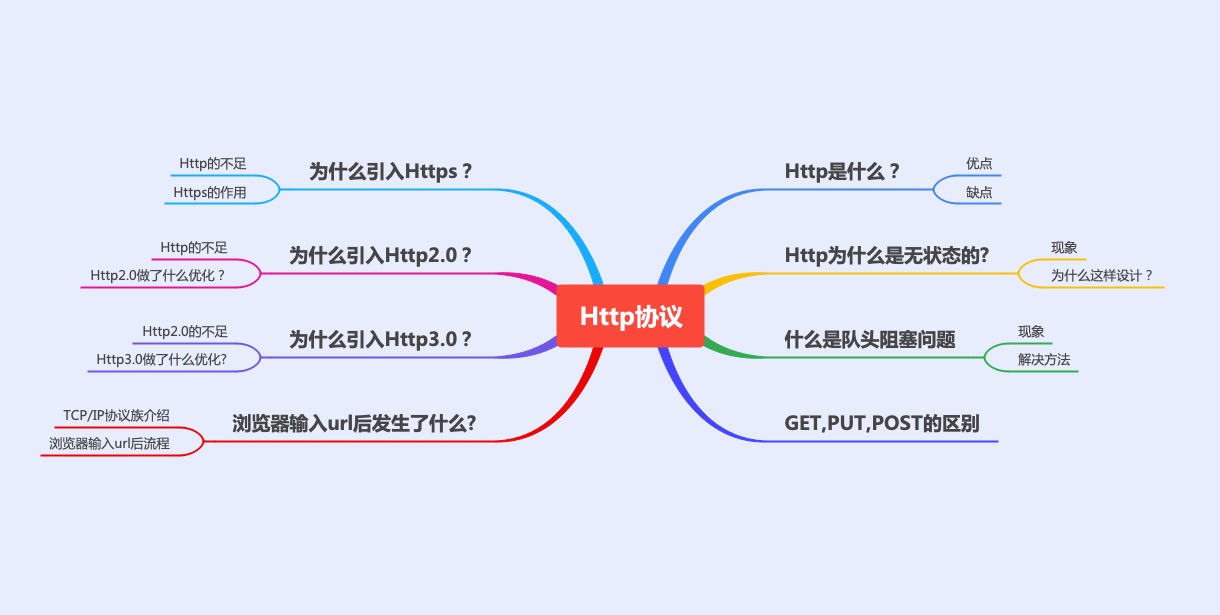 Http协议
Http是什么？
优点
缺点
Http为什么是无状态的?
现象
为什么这样设计？
什么是队头阻塞问题
现象
解决方法
GET,PUT,POST的区别
为什么引入Https？
Http的不足
Https的作用
为什么引入Http2.0？
Http的不足
Http2.0做了什么优化？
为什么引入Http3.0？
Http2.0的不足
Http3.0做了什么优化?
浏览器输入url后发生了什么?
TCP/IP协议族介绍
浏览器输入url后流程